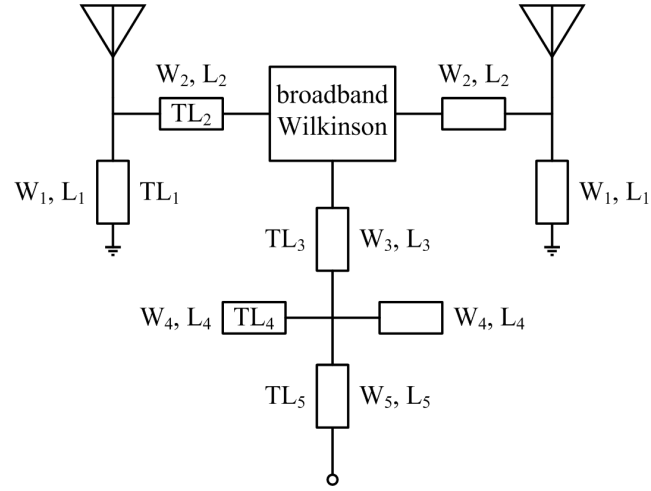 W₂, L₂
W₂, L₂
broadband
Wilkinson
TL₂
W₁, L₁ TL₁
W₁, L₁
TL₃ W₃, L₃
W₄, L₄ TL₄ W₄, L₄
TL₅ W₅, L₅